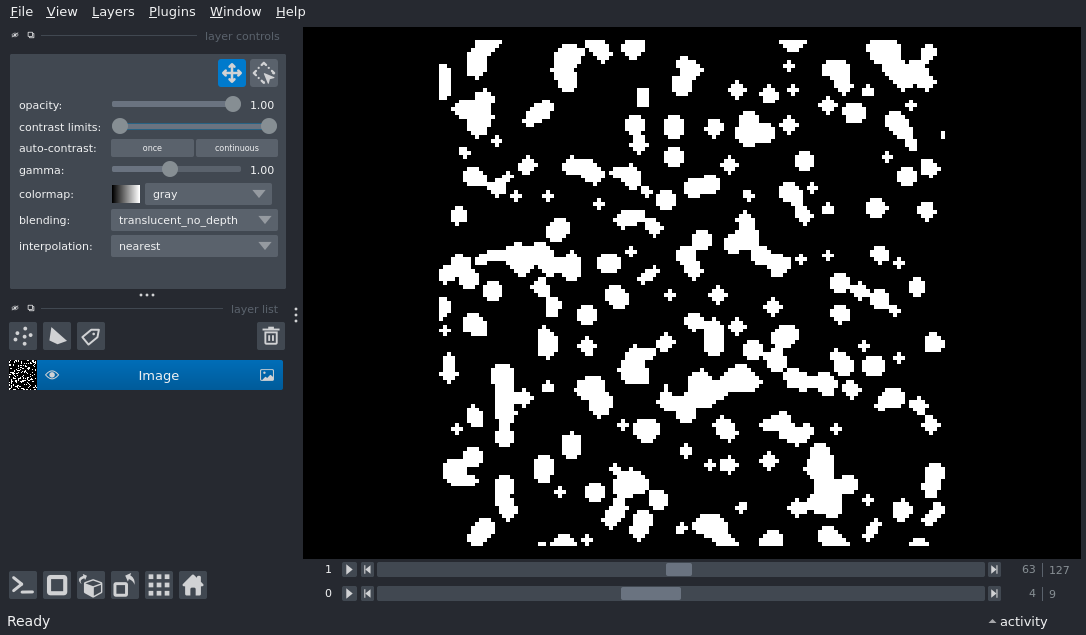 File View Layers Plugins Window Help
layer controls
opacity: 1.00
contrast limits:
auto-contrast: once continuous
gamma: 1.00
colormap: gray
blending: translucent_no_depth
interpolation: nearest
layer list
Image
1 63 127
0 4 9
Ready activity